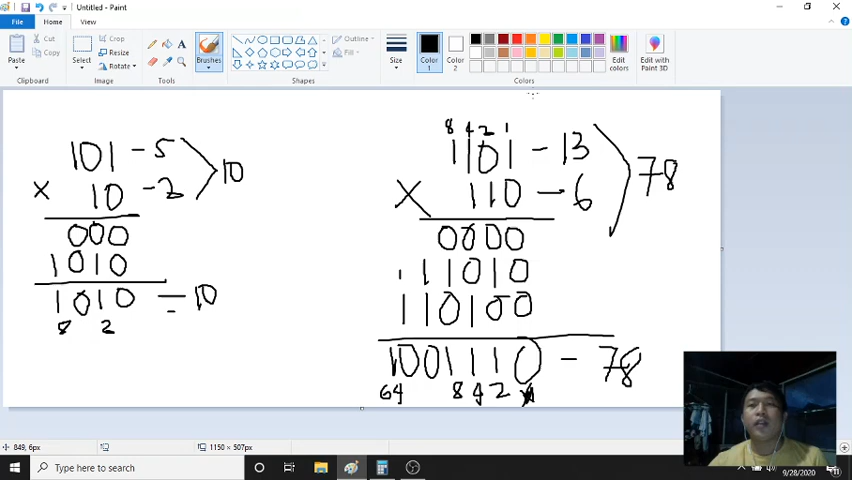 Untitled - Paint
File
Home
View
Paste
Cut
Copy
Clipboard
Select
Crop
Resize
Rotate
Image
Tools
Brushes
Outline
Fill
Shapes
Size
Color 1
Color 2
Edit colors
Edit with Paint 3D
Colors
101 - 5
x 10 - 2
10
000
1010
1010 = 10
8 2
8 4 2 1
1101 - 13
x 110 - 6
78
0000
11010
110100
1001110 - 78
64 8 4 2
849, 6px
1150 × 507px
100%
Type here to search
9/28/2020